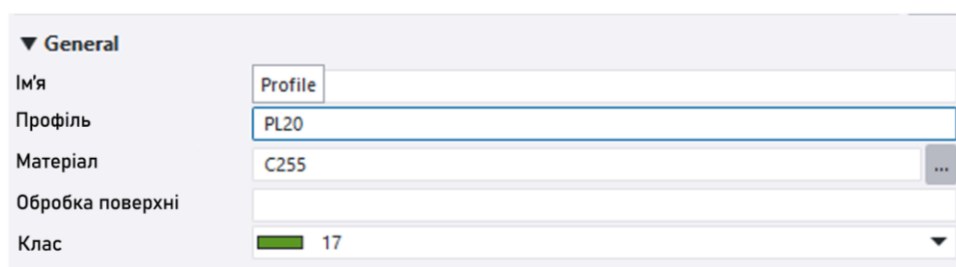 ▼ General
Ім'я Profile
Профіль PL20
Матеріал C255 ...
Обробка поверхні
Клас 17